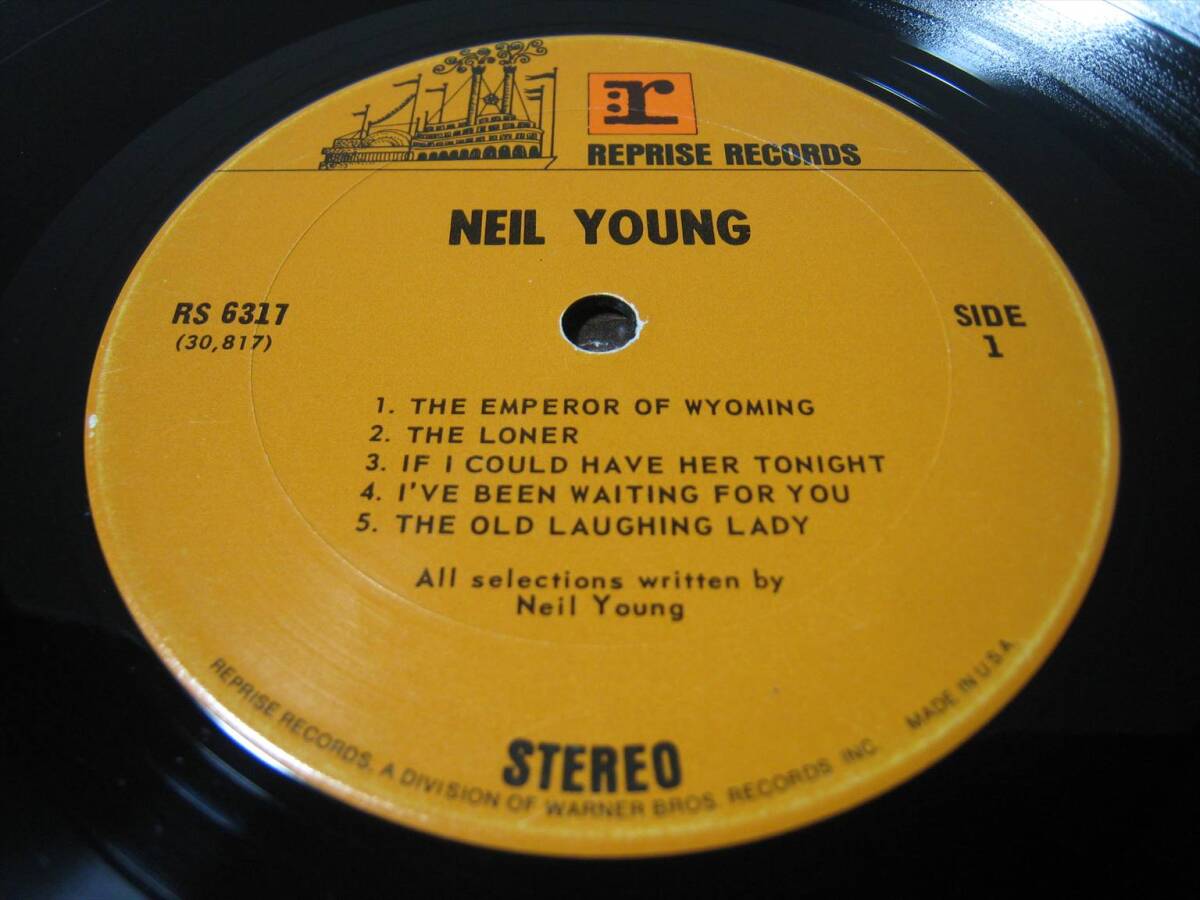 r
REPRISE RECORDS
NEIL YOUNG
RS 6317
(30,817)
SIDE
1
1. THE EMPEROR OF WYOMING
2. THE LONER
3. IF I COULD HAVE HER TONIGHT
4. I'VE BEEN WAITING FOR YOU
5. THE OLD LAUGHING LADY
All selections written by
Neil Young
STEREO
REPRISE RECORDS, A DIVISION OF WARNER BROS. RECORDS INC. MADE IN U.S.A.